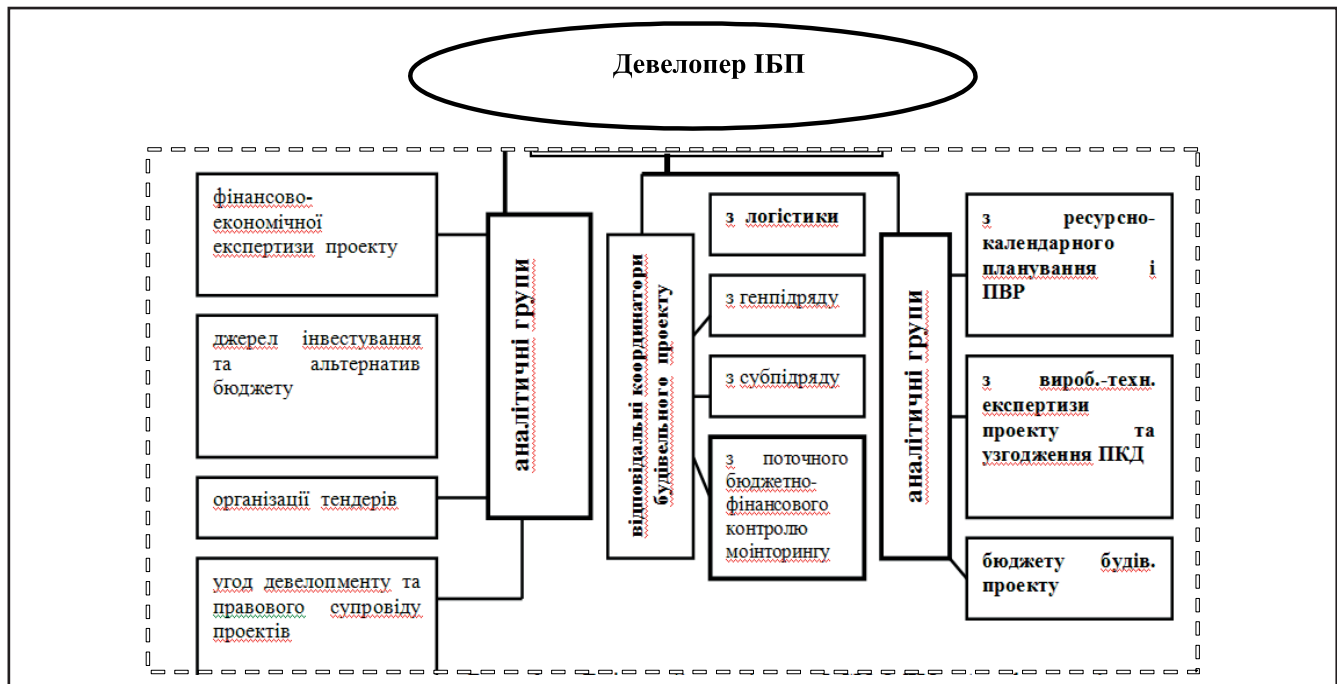 Девелопер ІБП
фінансово-
економічної
експертизи проекту
джерел інвестування
та альтернатив
бюджету
організації тендерів
угод девелопменту та
правового супровіду
проектів
аналітичні групи
відповідальні координатори
будівельного проекту
з логістики
з генпідряду
з субпідряду
з поточного
бюджетно-
фінансового
контролю
моінторингу
аналітичні групи
з ресурсно-
календарного
планування і
ПВР
з вироб.-техн.
експертизи
проекту та
узгодження ПКД
бюджету будів.
проекту